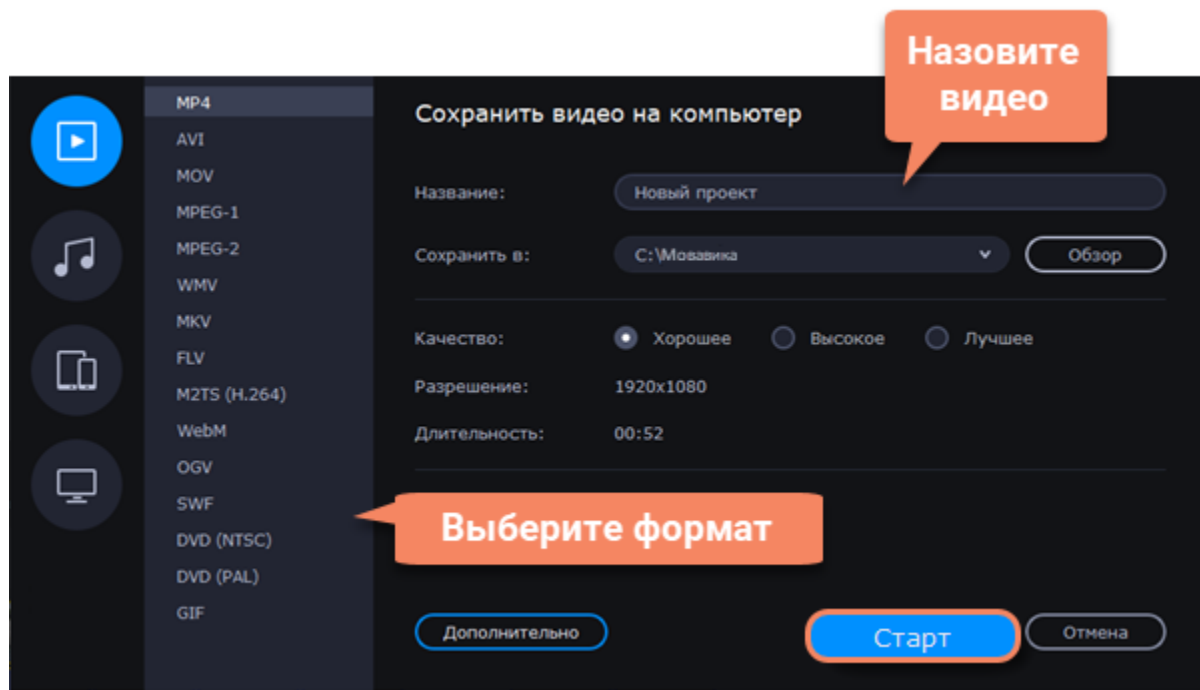 Назовите
видео
MP4
AVI
MOV
MPEG-1
MPEG-2
WMV
MKV
FLV
M2TS (H.264)
WebM
OGV
SWF
DVD (NTSC)
DVD (PAL)
GIF
Сохранить видео на компьютер
Название: Новый проект
Сохранить в: C:\Мовавика Обзор
Качество: Хорошее Высокое Лучшее
Разрешение: 1920x1080
Длительность: 00:52
Выберите формат
Дополнительно Старт Отмена